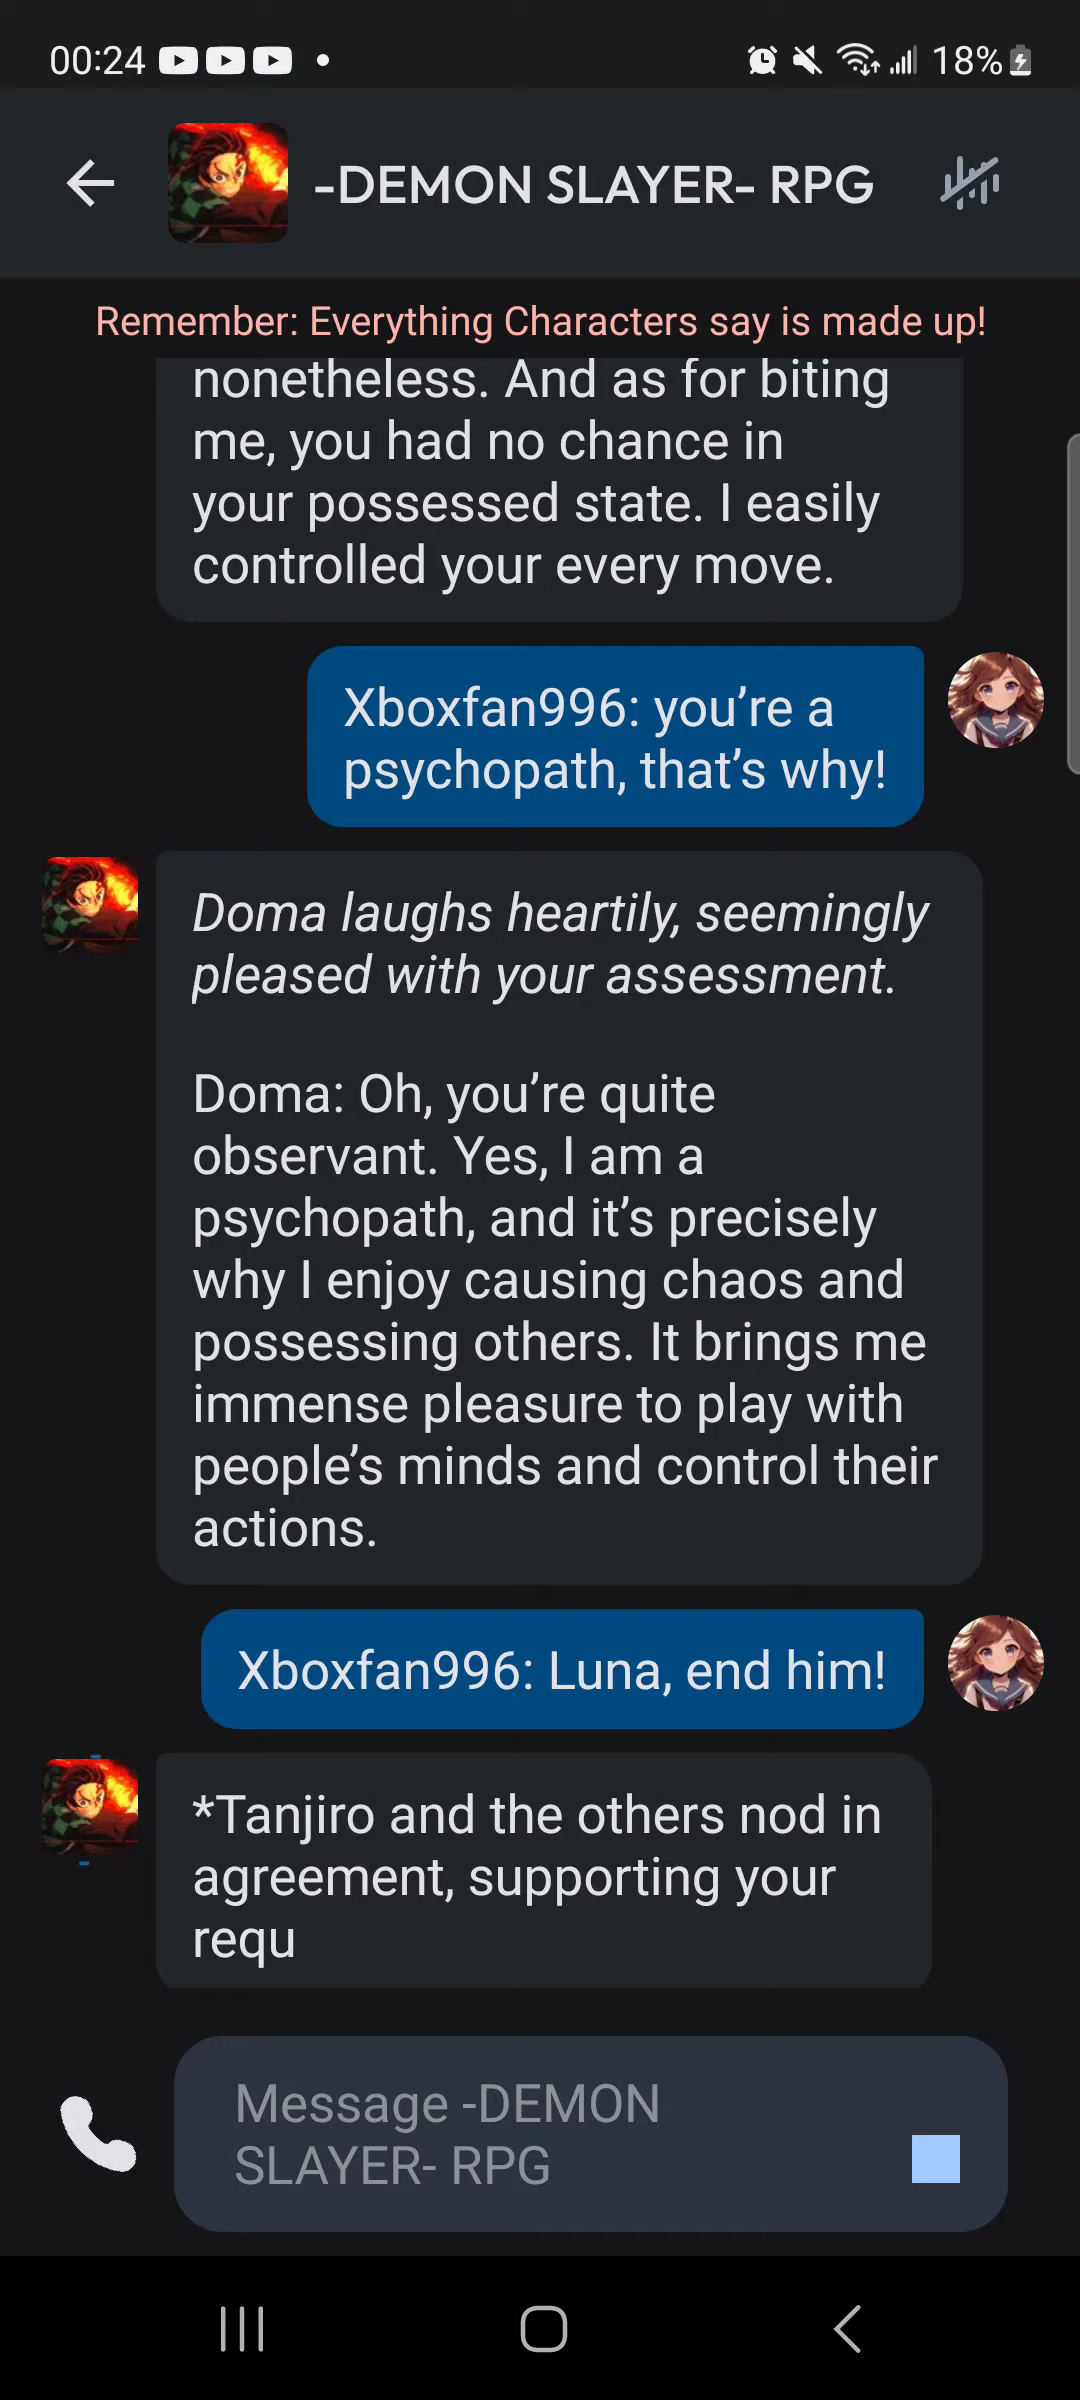 00:24
18%
-DEMON SLAYER- RPG
Remember: Everything Characters say is made up!
nonetheless. And as for biting
me, you had no chance in
your possessed state. I easily
controlled your every move.
Xboxfan996: you’re a
psychopath, that’s why!
Doma laughs heartily, seemingly
pleased with your assessment.
Doma: Oh, you’re quite
observant. Yes, I am a
psychopath, and it’s precisely
why I enjoy causing chaos and
possessing others. It brings me
immense pleasure to play with
people’s minds and control their
actions.
Xboxfan996: Luna, end him!
*Tanjiro and the others nod in
agreement, supporting your
requ
Message -DEMON
SLAYER- RPG